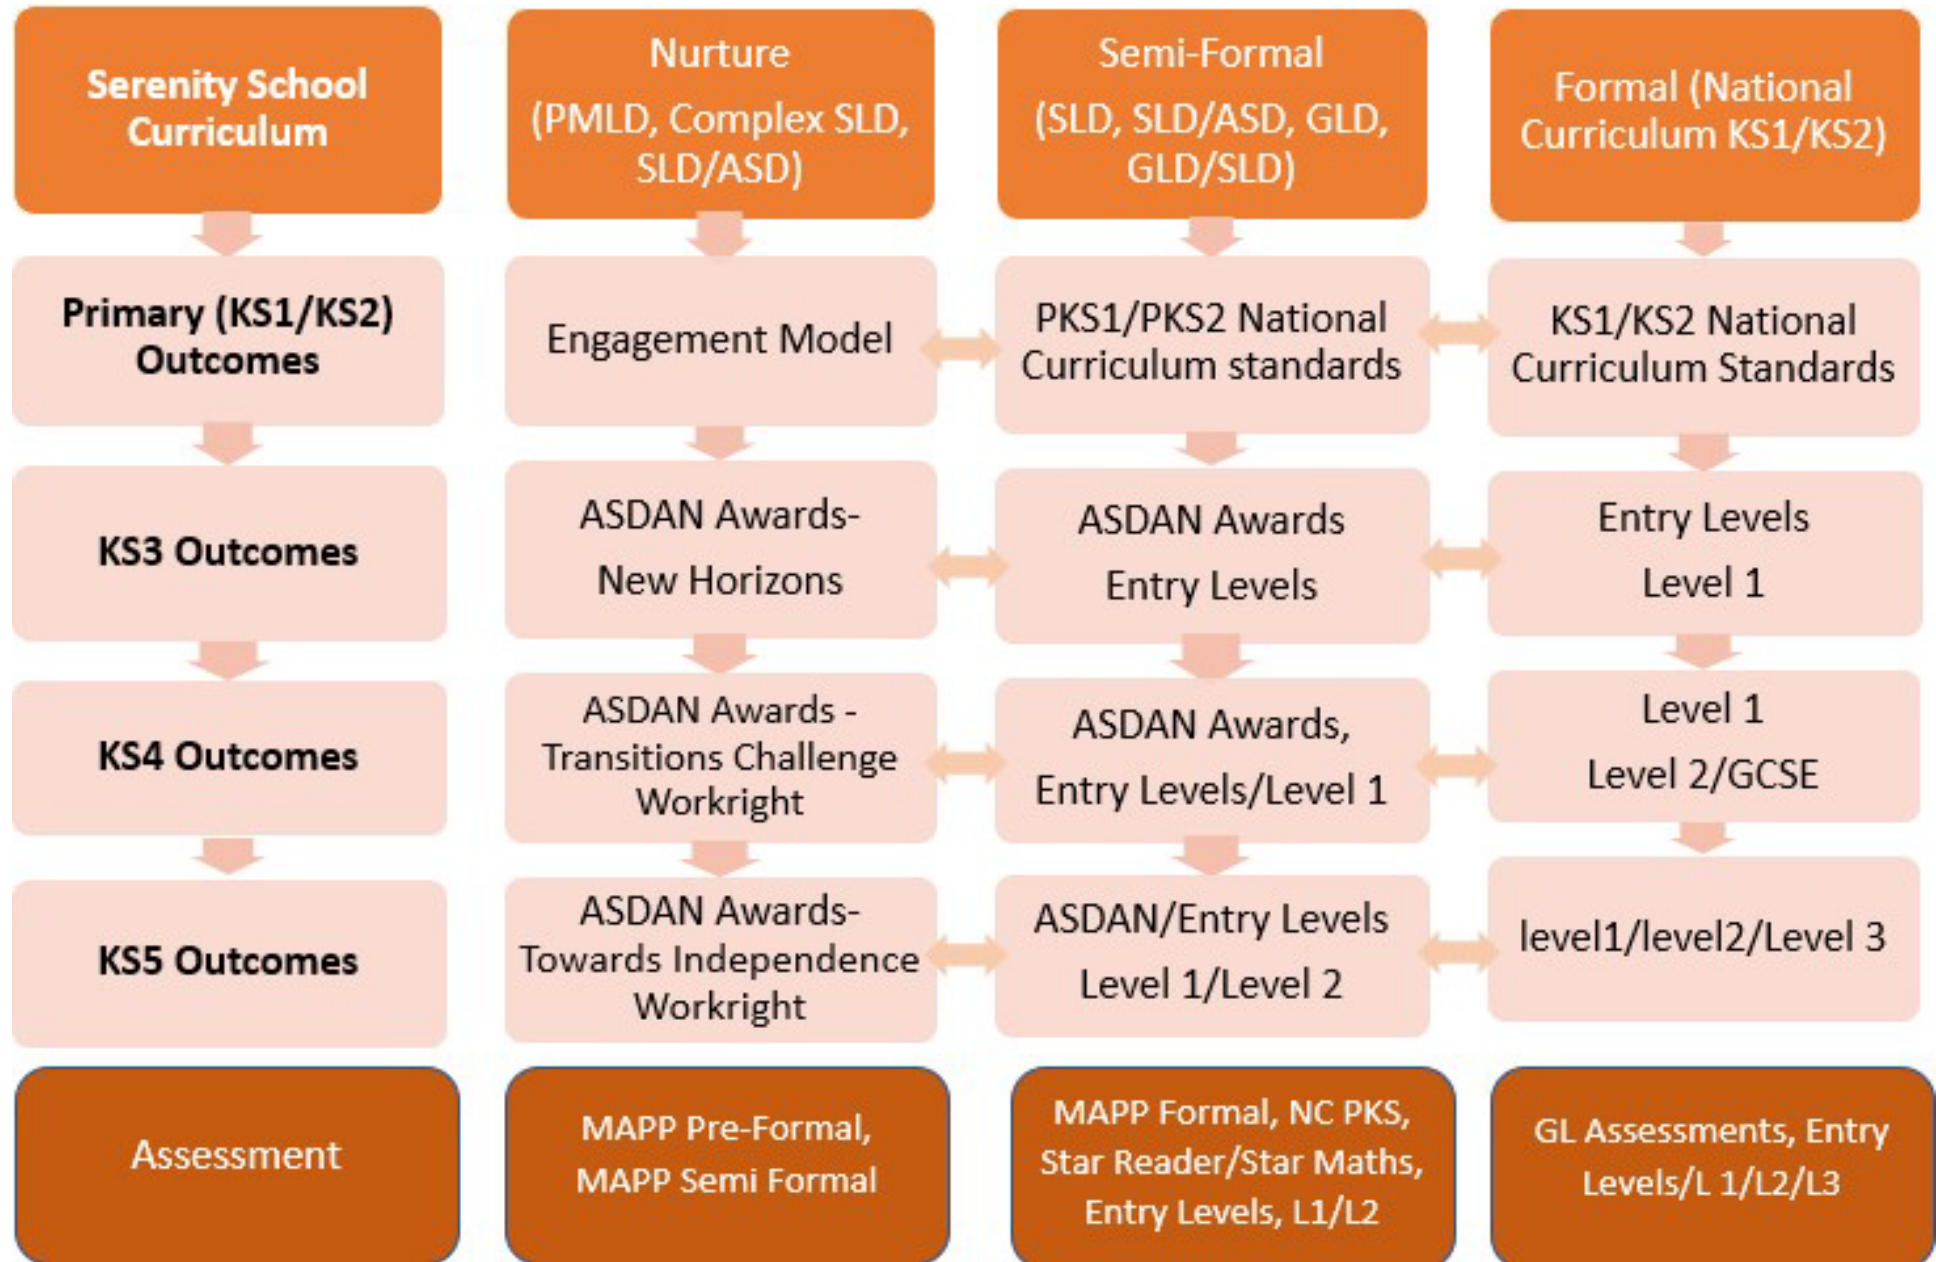 Serenity School
Curriculum
Nurture
(PMLD, Complex SLD,
SLD/ASD)
Semi-Formal
(SLD, SLD/ASD, GLD,
GLD/SLD)
Formal (National
Curriculum KS1/KS2)
Primary (KS1/KS2)
Outcomes
Engagement Model
PKS1/PKS2 National
Curriculum standards
KS1/KS2 National
Curriculum Standards
KS3 Outcomes
ASDAN Awards-
New Horizons
ASDAN Awards
Entry Levels
Entry Levels
Level 1
KS4 Outcomes
ASDAN Awards -
Transitions Challenge
Workright
ASDAN Awards,
Entry Levels/Level 1
Level 1
Level 2/GCSE
KS5 Outcomes
ASDAN Awards-
Towards Independence
Workright
ASDAN/Entry Levels
Level 1/Level 2
level1/level2/Level 3
Assessment
MAPP Pre-Formal,
MAPP Semi Formal
MAPP Formal, NC PKS,
Star Reader/Star Maths,
Entry Levels, L1/L2
GL Assessments, Entry
Levels/L 1/L2/L3